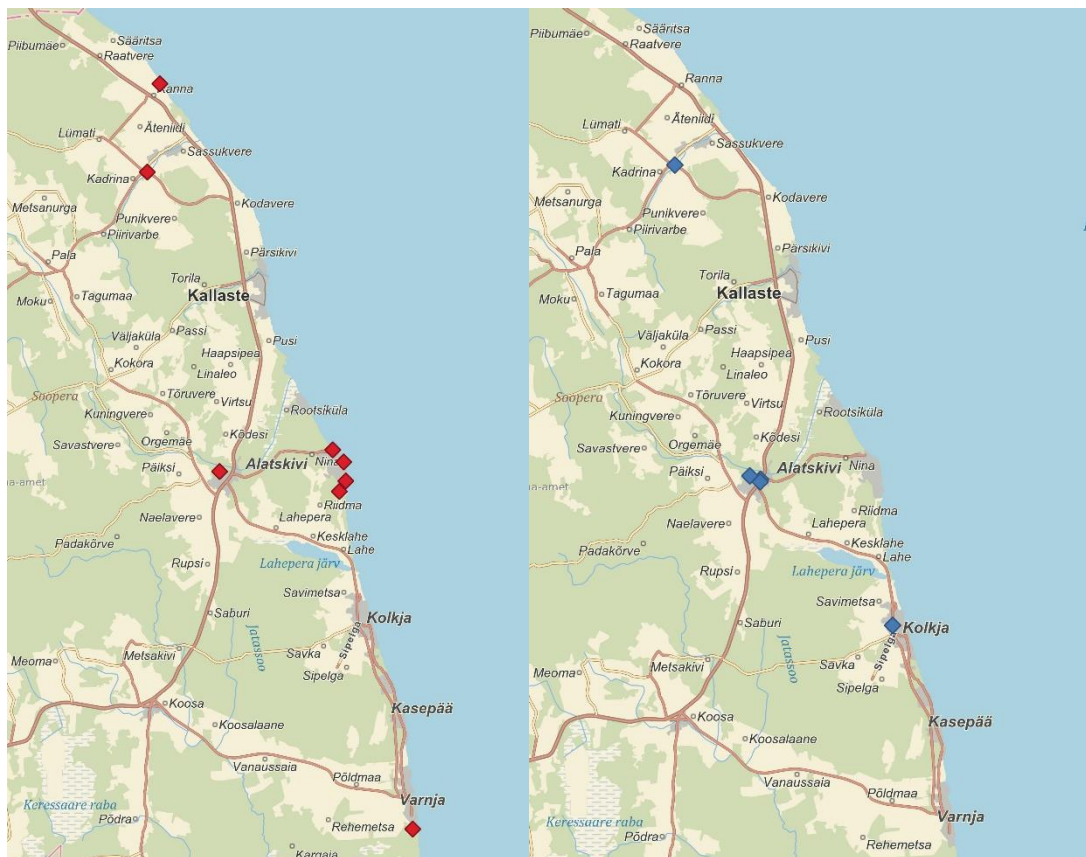 Sääritsa
Piibumäe
Raatvere
Ranna
Äteniidi
Lümati
Sassukvere
Kadrina
Metsanurga
Kodavere
Punikvere
Piirivarbe
Pärsikivi
Pala
Torila
Kallaste
Tagumaa
Moku
Passi
Väljaküla
Pusi
Haapsipea
Kokora
Linaleo
Tõruvere
Soopera
Virtsu
Rootsiküla
Kuningvere
Orgemäe
Kõdesi
Savastvere
Alatskivi
Nina
Päiksi
na-amet
Riidma
Naelavere
Lahepera
Kesklahe
Padakõrve
Lahe
Rupsi
Lahepera järv
Savimetsa
Saburi
Kolkja
Jatassoo
Sipelga
Metsakivi
Savka
Meoma
Sipelga
Koosa
Kasepää
Koosalaane
Vanaussaia
Põldmaa
Varnja
Keressaare raba
Põdra
Rehemetsa
Kargaja
Sääritsa
Piibumäe
Raatvere
Ranna
Äteniidi
Lümati
Sassukvere
Kadrina
Metsanurga
Kodavere
Punikvere
Piirivarbe
Pärsikivi
Pala
Torila
Kallaste
Tagumaa
Moku
Passi
Väljaküla
Pusi
Haapsipea
Kokora
Linaleo
Tõruvere
Soopera
Virtsu
Rootsiküla
Kuningvere
Orgemäe
Kõdesi
Savastvere
Alatskivi
Nina
Päiksi
aa-amet
Riidma
Naelavere
Lahepera
Kesklahe
Padakõrve
Lahe
Rupsi
Lahepera järv
Savimetsa
Saburi
Kolkja
Jatassoo
Sipelga
Metsakivi
Savka
Meoma
Sipelga
Koosa
Kasepää
Koosalaane
Vanaussaia
Põldmaa
Varnja
Keressaare raba
Põdra
Rehemetsa